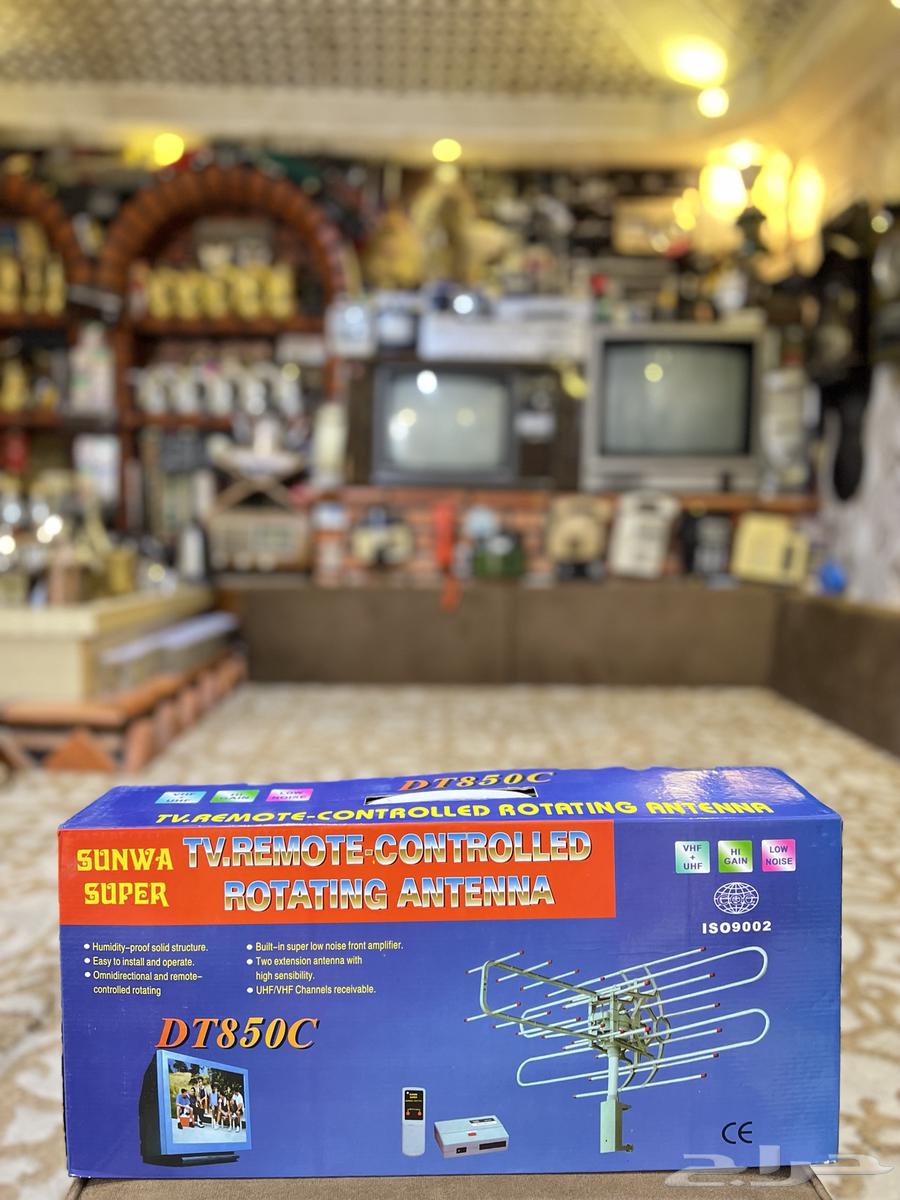 DT850C
VHF + UHF
HI GAIN
LOW NOISE
TV.REMOTE-CONTROLLED ROTATING ANTENNA
SUNWA
SUPER
TV.REMOTE-CONTROLLED
ROTATING ANTENNA
VHF
+
UHF
HI
GAIN
LOW
NOISE
ISO9002
● Humidity-proof solid structure.
● Easy to install and operate.
● Omnidirectional and remote-
controlled rotating
● Built-in super low noise front amplifier.
● Two extension antenna with
high sensibility.
● UHF/VHF Channels receivable.
DT850C
CE
حراج